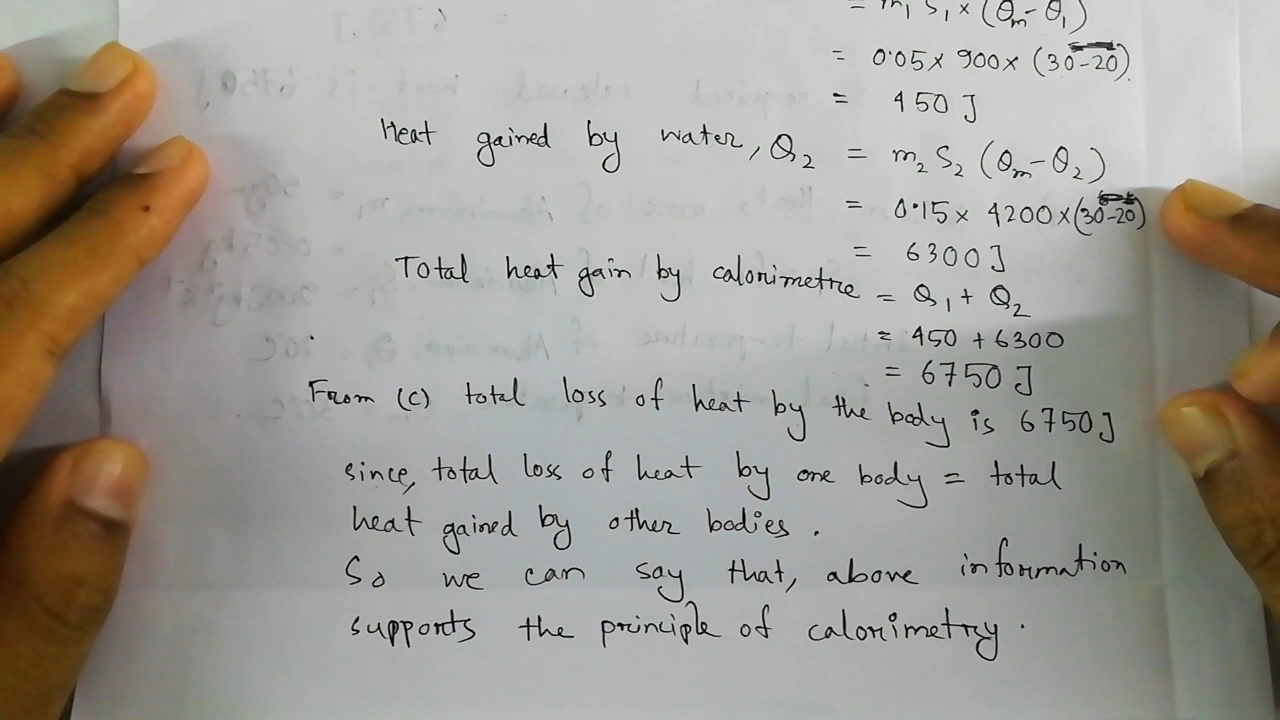 = m₁ S₁ × (θₘ - θ₁)
= 0.05 × 900 × (30-20)
= 450 J
Heat gained by water, Q₂ = m₂ S₂ (θₘ - θ₂)
= 0.15 × 4200 × (30-20)
= 6300 J
Total heat gain by calorimetre = Q₁ + Q₂
= 450 + 6300
= 6750 J
From (c) total loss of heat by the body is 6750 J
since, total loss of heat by one body = total
heat gained by other bodies.
So we can say that, above information
supports the principle of calorimetry.